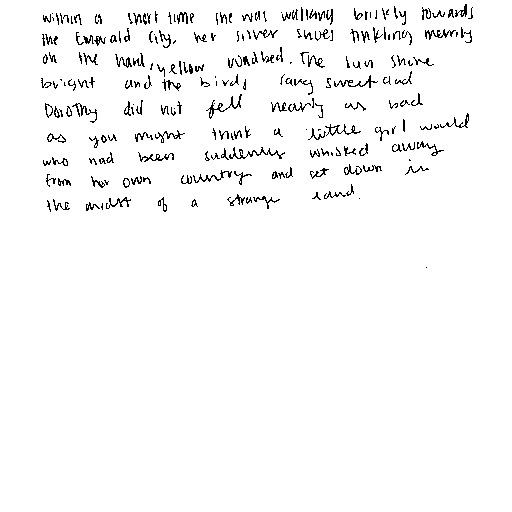 within a short time she was walking briskly towards
the Emerald City, her silver shoes tinkling merrily
on the hard, yellow roadbed. The sun shine
bright and the birds sang sweet and
Dorothy did not fell nearly as bad
as you might think a little girl would
who had been suddenly whisked away
from her own country and set down in
the midst of a strange land.